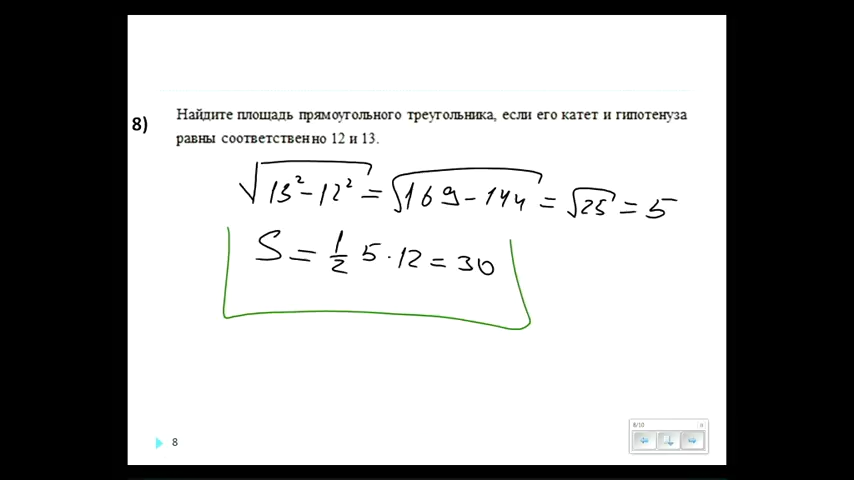 8) Найдите площадь прямоугольного треугольника, если его катет и гипотенуза
равны соответственно 12 и 13.
√13² - 12² = √169 - 144 = √25 = 5
S = 1/2 5 · 12 = 30
8
8/10